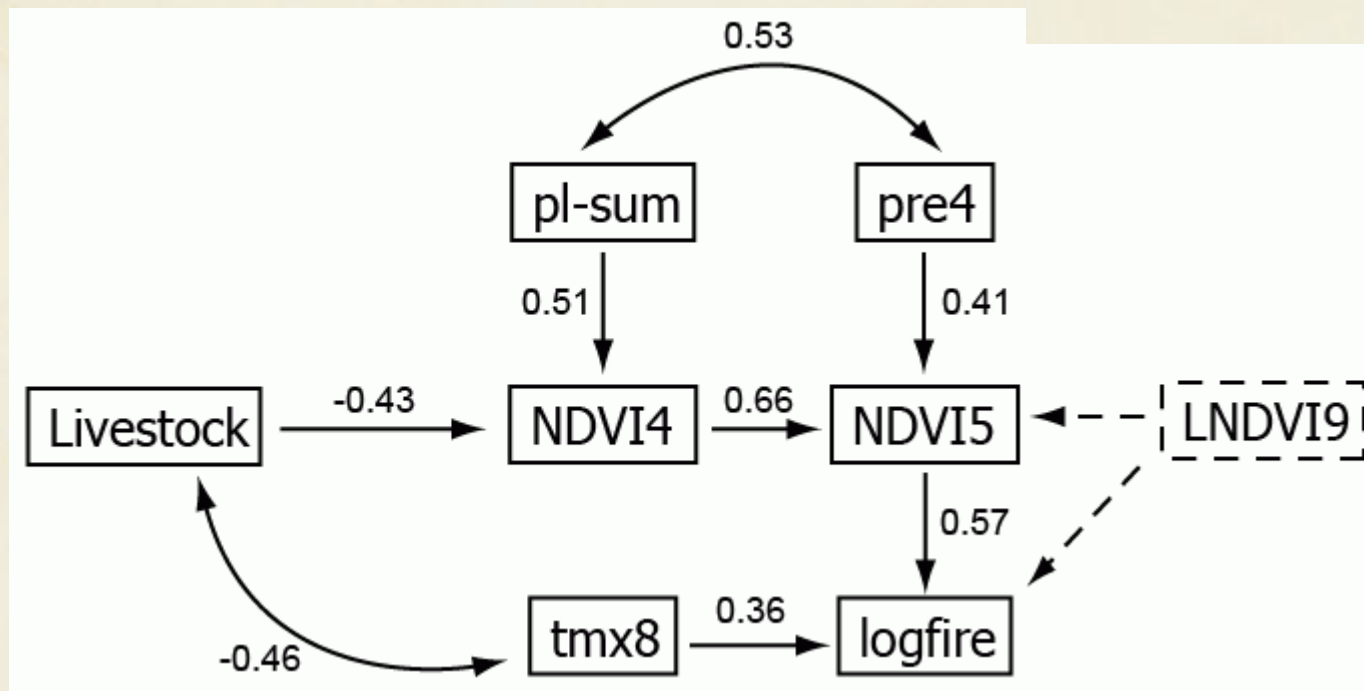 0.53
pl-sum
pre4
0.51
0.41
Livestock
-0.43
NDVI4
0.66
NDVI5
LNDVI9
0.57
-0.46
tmx8
0.36
logfire